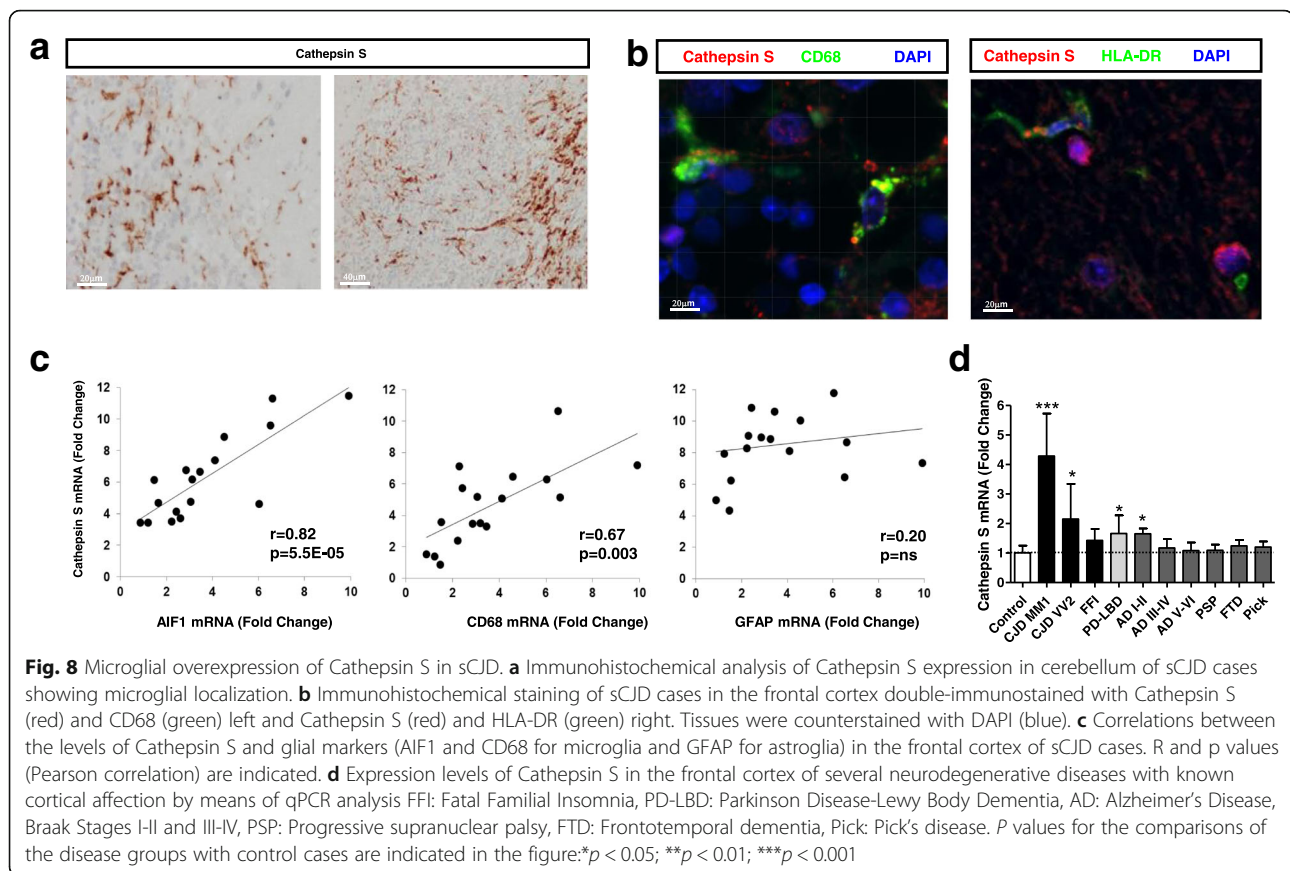 a
Cathepsin S
20µm
40µm
b
Cathepsin S CD68 DAPI
20µm
Cathepsin S HLA-DR DAPI
20µm
c
Cathepsin S mRNA (Fold Change)
12
10
8
6
4
2
0
0 2 4 6 8 10
r=0.82
p=5.5E-05
AIF1 mRNA (Fold Change)
12
10
8
6
4
2
0
0 2 4 6 8 10
r=0.67
p=0.003
CD68 mRNA (Fold Change)
12
10
8
6
4
2
0
0 2 4 6 8 10
r=0.20
p=ns
GFAP mRNA (Fold Change)
d
Cathepsin S mRNA (Fold Change)
6
5
4
3
2
1
0
***
*
*
*
Control
CJD MM1
CJD VV2
FFI
PD-LBD
AD I-II
AD III-IV
AD V-VI
PSP
FTD
Pick
Fig. 8 Microglial overexpression of Cathepsin S in sCJD. a Immunohistochemical analysis of Cathepsin S expression in cerebellum of sCJD cases
showing microglial localization. b Immunohistochemical staining of sCJD cases in the frontal cortex double-immunostained with Cathepsin S
(red) and CD68 (green) left and Cathepsin S (red) and HLA-DR (green) right. Tissues were counterstained with DAPI (blue). c Correlations between
the levels of Cathepsin S and glial markers (AIF1 and CD68 for microglia and GFAP for astroglia) in the frontal cortex of sCJD cases. R and p values
(Pearson correlation) are indicated. d Expression levels of Cathepsin S in the frontal cortex of several neurodegenerative diseases with known
cortical affection by means of qPCR analysis FFI: Fatal Familial Insomnia, PD-LBD: Parkinson Disease-Lewy Body Dementia, AD: Alzheimer's Disease,
Braak Stages I-II and III-IV, PSP: Progressive supranuclear palsy, FTD: Frontotemporal dementia, Pick: Pick's disease. P values for the comparisons of
the disease groups with control cases are indicated in the figure:*p < 0.05; **p < 0.01; ***p < 0.001